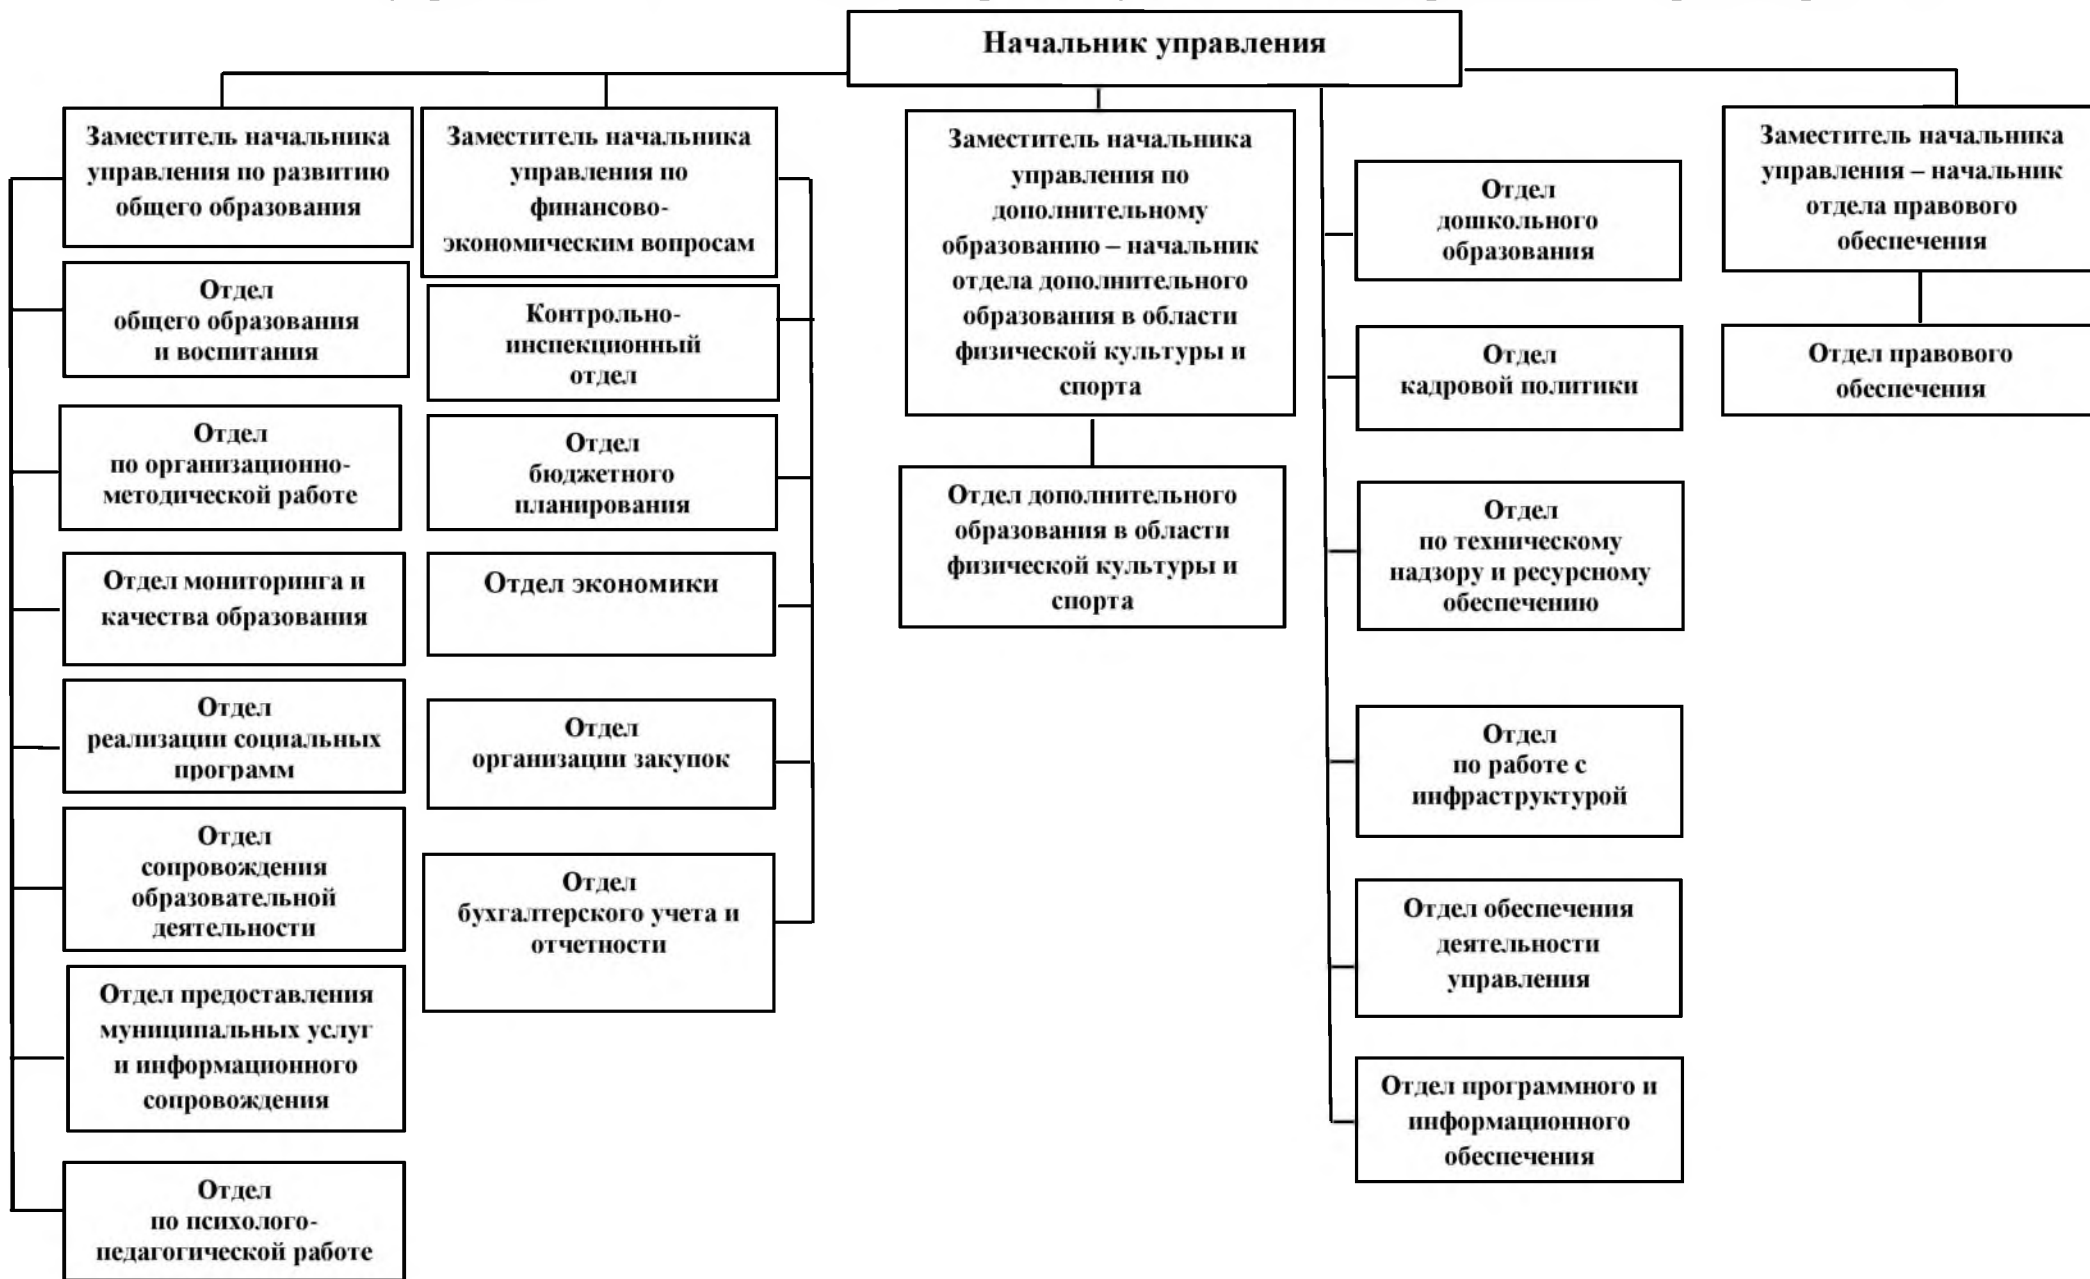 Начальник управления
Заместитель начальника
управления по развитию
общего образования
Отдел
общего образования
и воспитания
Отдел
по организационно-
методической работе
Отдел мониторинга и
качества образования
Отдел
реализации социальных
программ
Отдел
сопровождения
образовательной
деятельности
Отдел предоставления
муниципальных услуг
и информационного
сопровождения
Отдел
по психолого-
педагогической работе
Заместитель начальника
управления по
финансово-
экономическим вопросам
Контрольно-
инспекционный
отдел
Отдел
бюджетного
планирования
Отдел экономики
Отдел
организации закупок
Отдел
бухгалтерского учета и
отчетности
Заместитель начальника
управления по
дополнительному
образованию – начальник
отдела дополнительного
образования в области
физической культуры и
спорта
Отдел дополнительного
образования в области
физической культуры и
спорта
Отдел
дошкольного
образования
Отдел
кадровой политики
Отдел
по техническому
надзору и ресурсному
обеспечению
Отдел
по работе с
инфраструктурой
Отдел обеспечения
деятельности
управления
Отдел программного и
информационного
обеспечения
Заместитель начальника
управления – начальник
отдела правового
обеспечения
Отдел правового
обеспечения